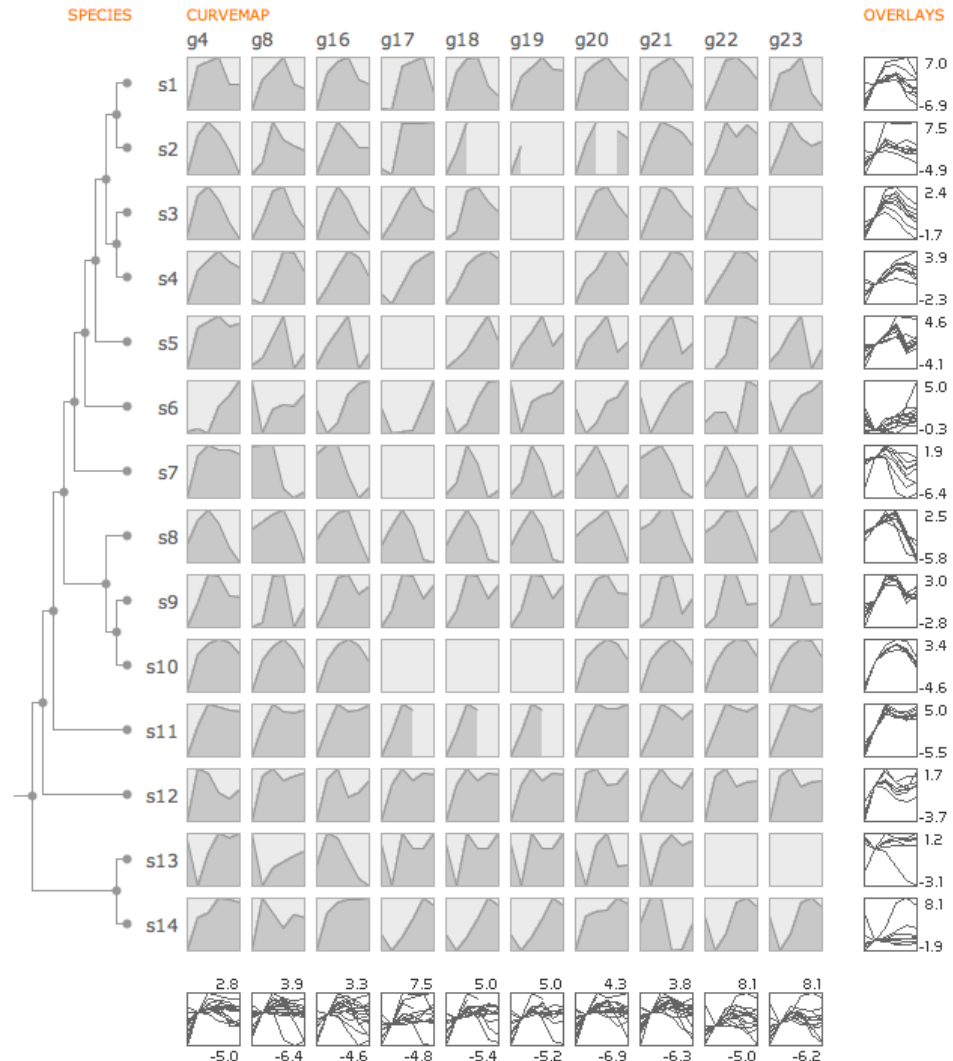 SPECIES CURVEMAP OVERLAYS
g4 g8 g16 g17 g18 g19 g20 g21 g22 g23
s1 7.0
-6.9
s2 7.5
-4.9
s3 2.4
-1.7
s4 3.9
-2.3
s5 4.6
-4.1
s6 5.0
-0.3
s7 1.9
-6.4
s8 2.5
-5.8
s9 3.0
-2.8
s10 3.4
-4.6
s11 5.0
-5.5
s12 1.7
-3.7
s13 1.2
-3.1
s14 8.1
-1.9
2.8 3.9 3.3 7.5 5.0 5.0 4.3 3.8 8.1 8.1
-5.0 -6.4 -4.6 -4.8 -5.4 -5.2 -6.9 -6.3 -5.0 -6.2